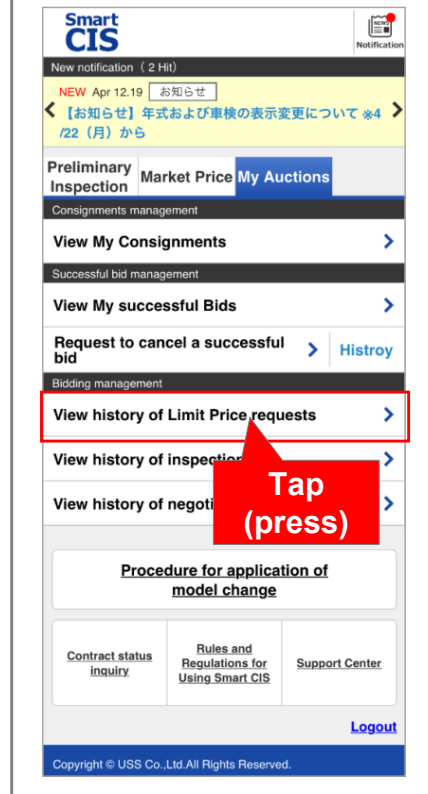 Smart
CIS
NEWS
Notification
New notification（ 2 Hit）
NEW Apr 12.19 お知らせ
【お知らせ】年式および車検の表示変更について ※4
/22（月）から
Preliminary
Inspection
Market Price
My Auctions
Consignments management
View My Consignments
Successful bid management
View My successful Bids
Request to cancel a successful
bid
Histroy
Bidding management
View history of Limit Price requests
View history of inspection
View history of negoti
Tap
(press)
Procedure for application of
model change
Contract status
inquiry
Rules and
Regulations for
Using Smart CIS
Support Center
Logout
Copyright © USS Co.,Ltd.All Rights Reserved.